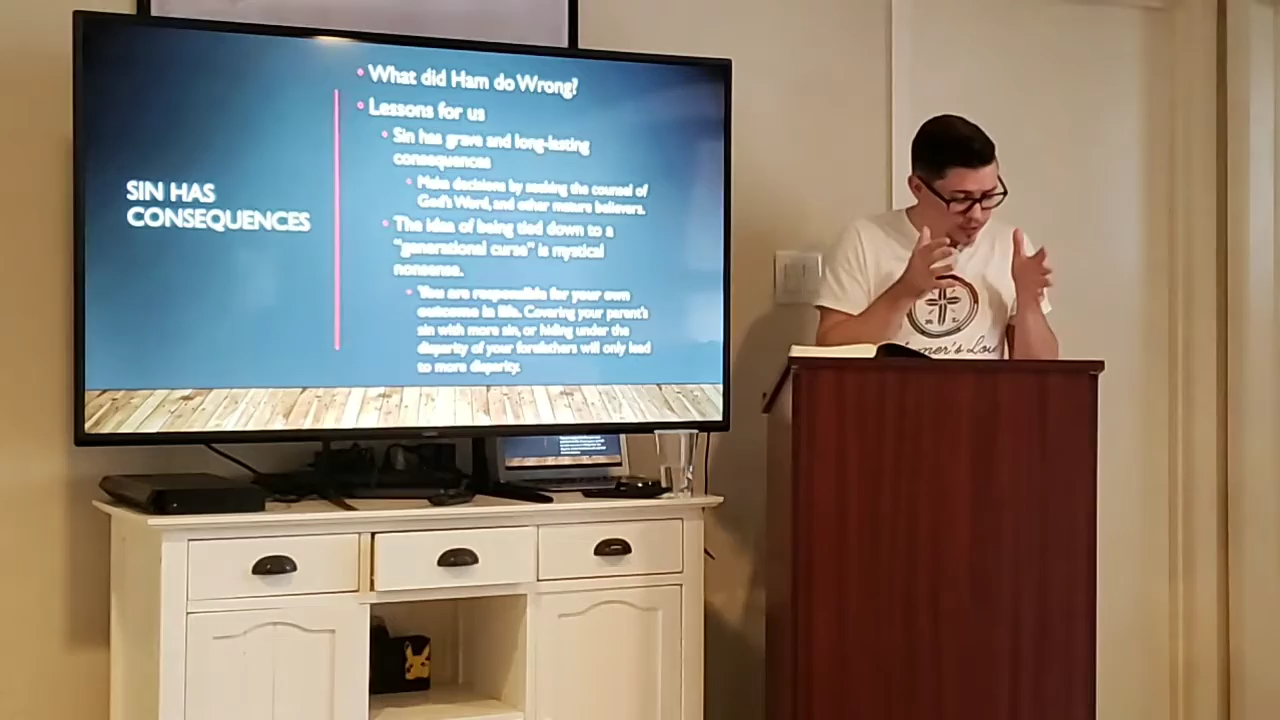 SIN HAS
CONSEQUENCES
What did Ham do Wrong?
Lessons for us
Sin has grave and long-lasting
consequences
Make decisions by seeking the counsel of
God's Word, and other mature believers.
The idea of being tied down to a
"generational curse" is mystical
nonsense.
You are responsible for your own
outcome in life. Covering your parent's
sin with more sin, or hiding under the
disparity of your forefathers will only lead
to more disparity.